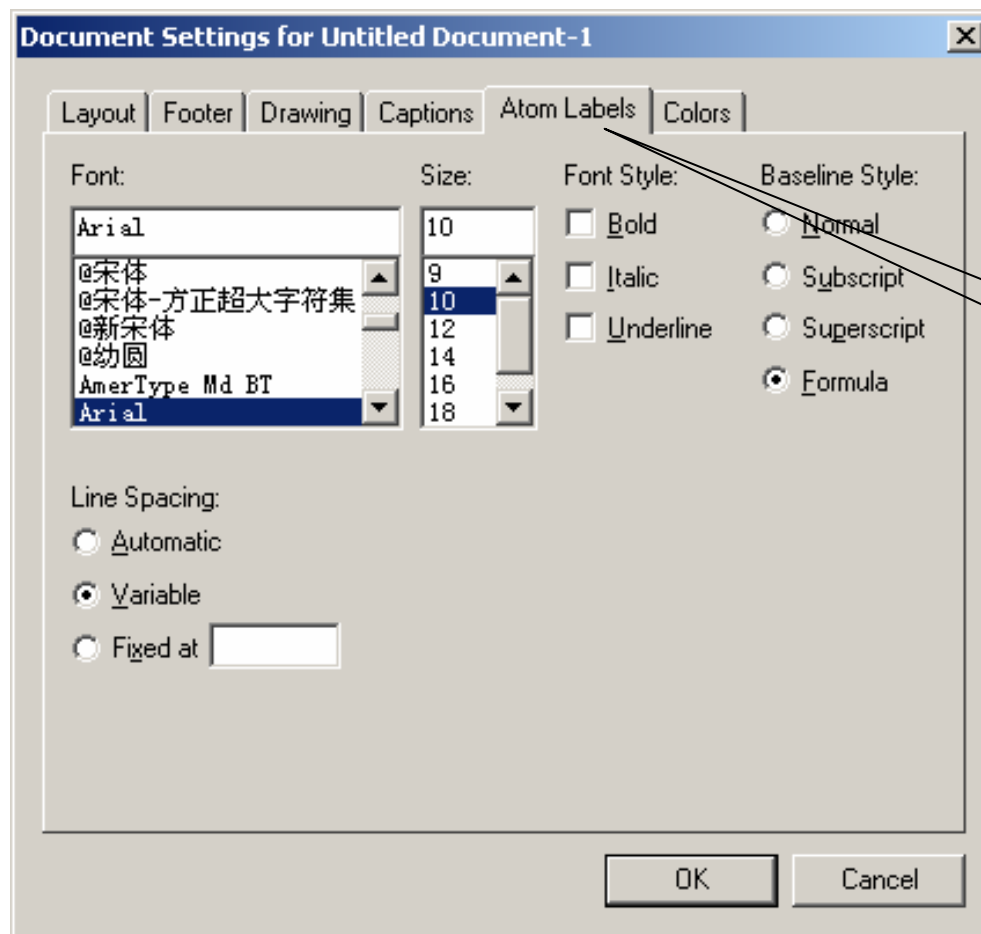 Document Settings for Untitled Document-1
Layout Footer Drawing Captions Atom Labels Colors
Font: Size: Font Style: Baseline Style:
Arial 10 Bold Normal
@宋体 9 Italic Subscript
@宋体-方正超大字符集 10
@新宋体 12 Underline Superscript
@幼圆 14
AmerType Md BT 16 Formula
Arial 18
Line Spacing:
Automatic
Variable
Fixed at
OK Cancel